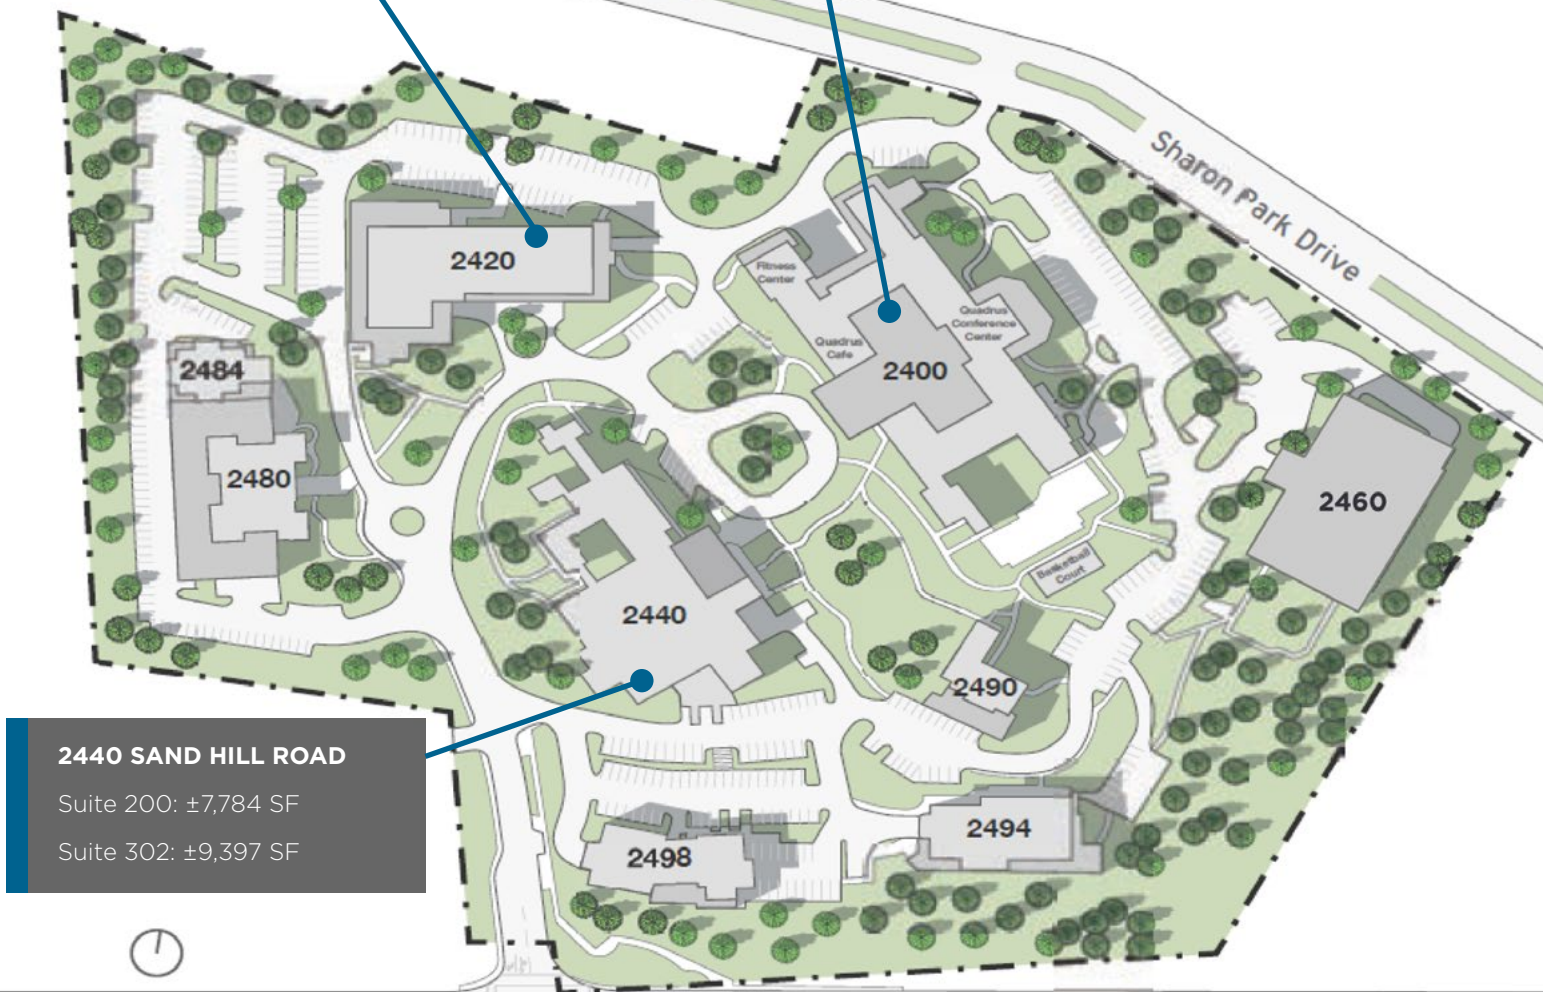 Sharon Park Drive
2420
Fitness
Center
Quadrus
Conference
Center
Quadrus
Cafe
2400
2484
2480
2460
Basketball
Court
2440
2490
2440 SAND HILL ROAD
Suite 200: ±7,784 SF
Suite 302: ±9,397 SF
2494
2498